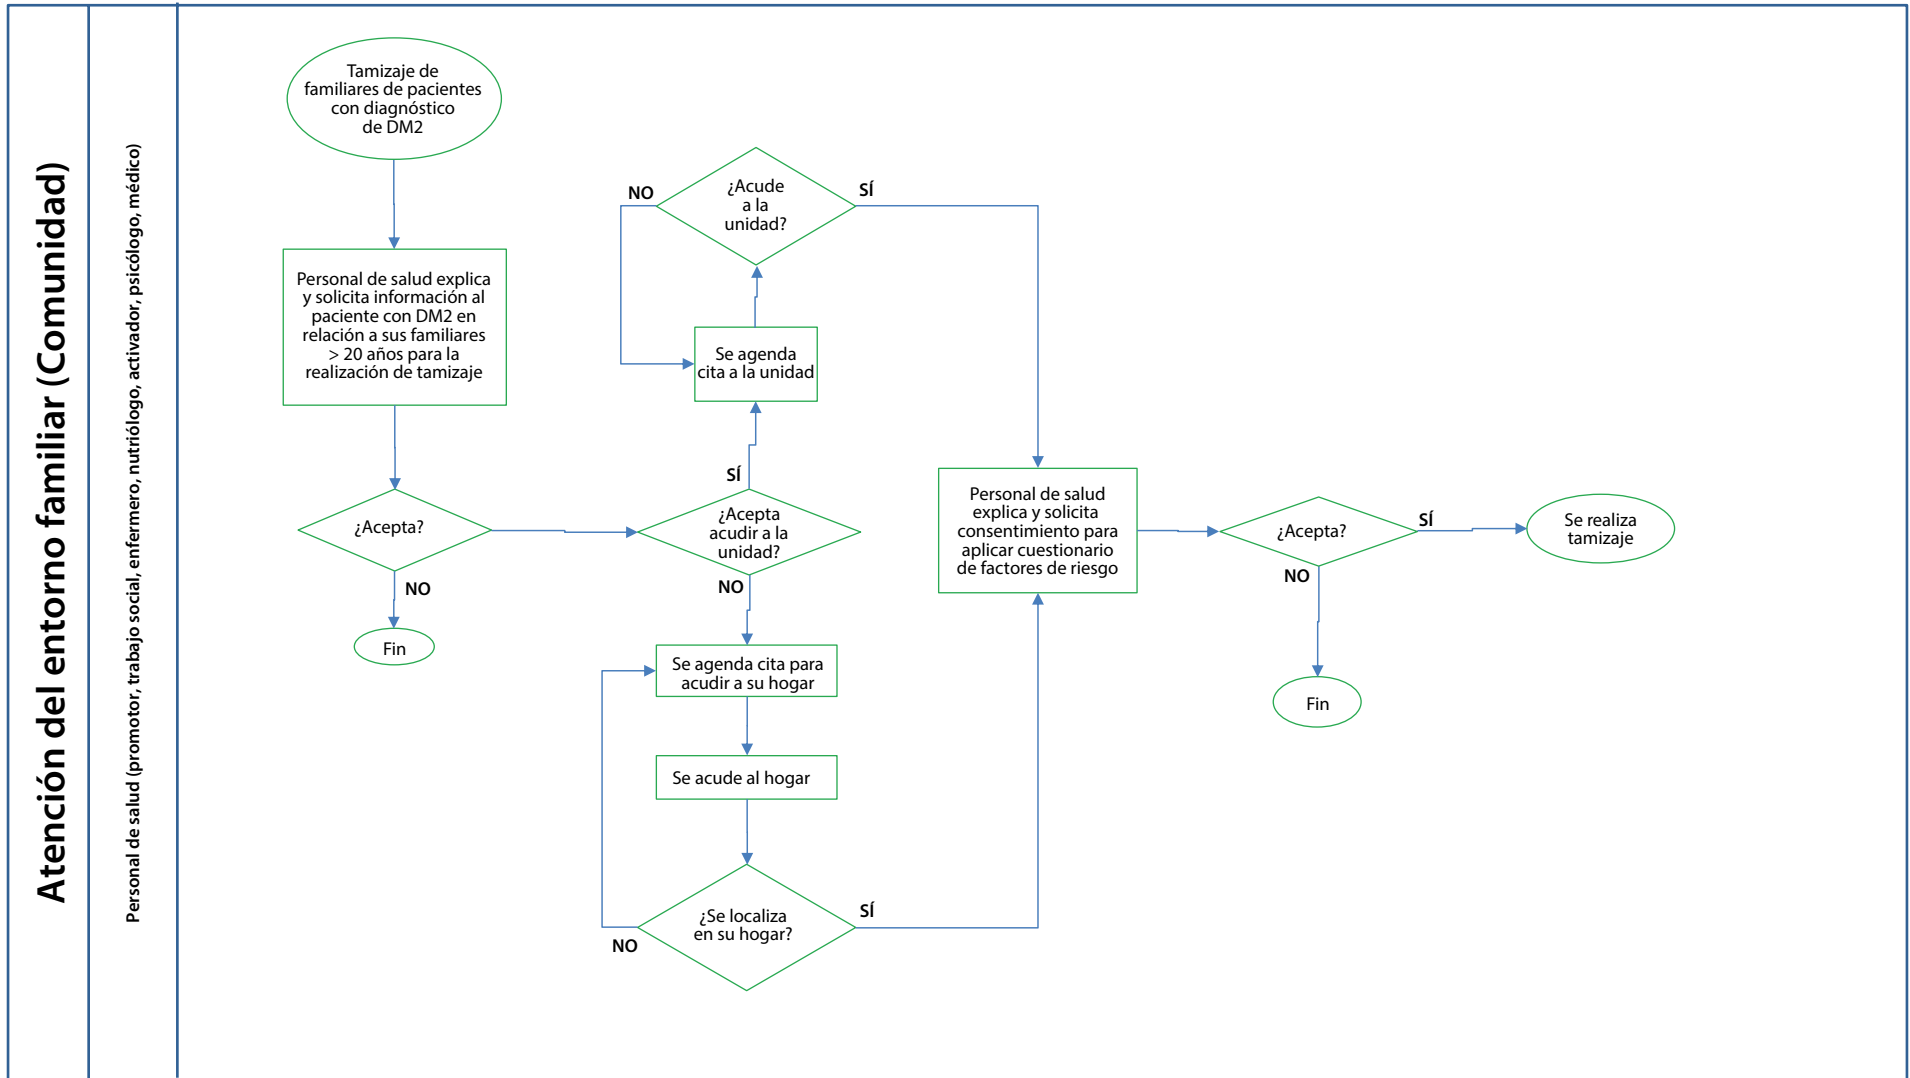 Atención del entorno familiar (Comunidad)
Personal de salud (promotor, trabajo social, enfermero, nutriólogo, activador, psicólogo, médico)
Tamizaje de
familiares de pacientes
con diagnóstico
de DM2
Personal de salud explica
y solicita información al
paciente con DM2 en
relación a sus familiares
> 20 años para la
realización de tamizaje
¿Acepta?
NO
Fin
¿Acepta
acudir a la
unidad?
SÍ
Se agenda
cita a la unidad
¿Acude
a la
unidad?
NO
SÍ
NO
Se agenda cita para
acudir a su hogar
Se acude al hogar
¿Se localiza
en su hogar?
NO
SÍ
Personal de salud
explica y solicita
consentimiento para
aplicar cuestionario
de factores de riesgo
¿Acepta?
SÍ
Se realiza
tamizaje
NO
Fin